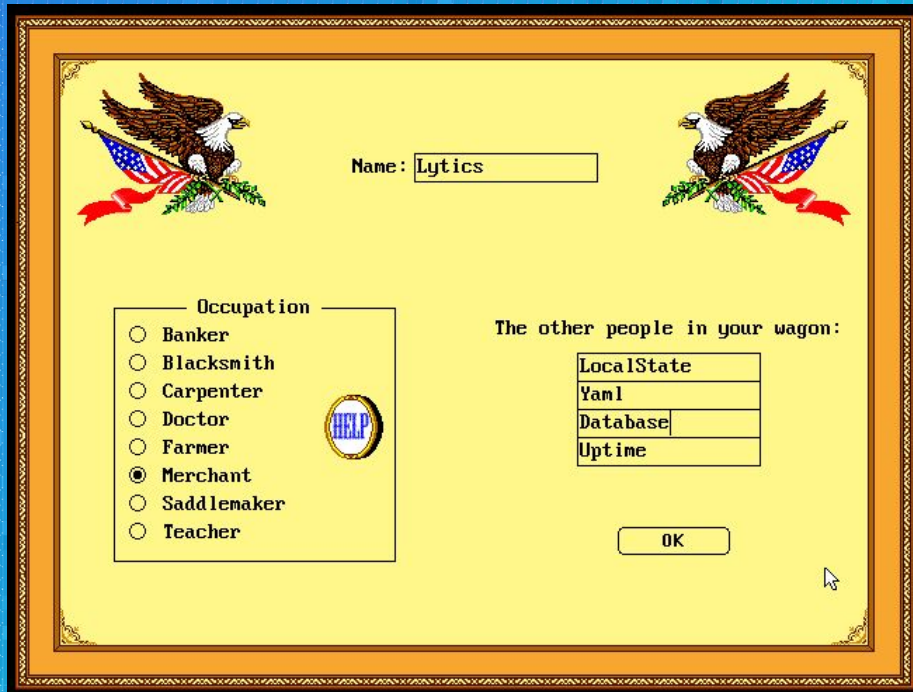 Name: Lytics
Occupation
Banker
Blacksmith
Carpenter
Doctor
Farmer
Merchant
Saddlemaker
Teacher
HELP
The other people in your wagon:
LocalState
Yaml
Database
Uptime
OK